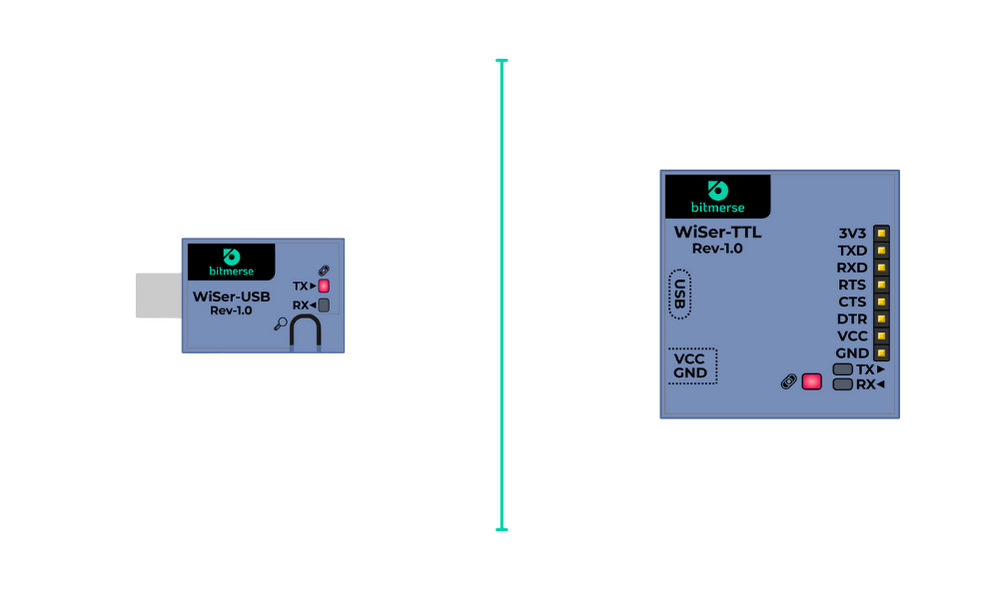 bitmerse
WiSer-USB
Rev-1.0
TX
RX
bitmerse
WiSer-TTL
Rev-1.0
USB
VCC
GND
3V3
TXD
RXD
RTS
CTS
DTR
VCC
GND
TX
RX